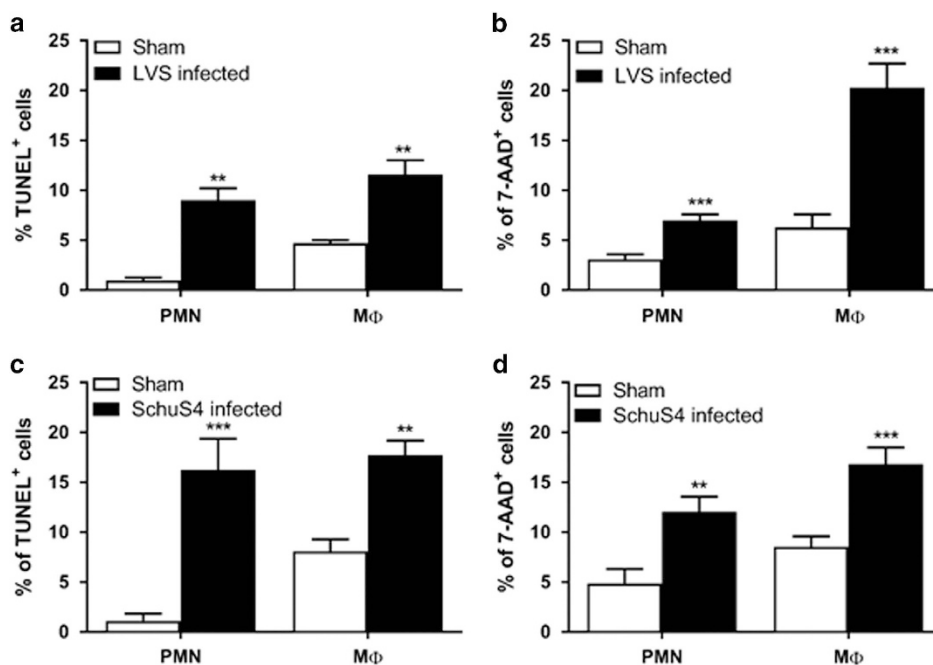 a
Sham
LVS infected
% TUNEL⁺ cells
25
20
15
10
5
0
**
**
PMN
MΦ
b
Sham
LVS infected
% of 7-AAD⁺ cells
25
20
15
10
5
0
***
***
PMN
MΦ
c
Sham
SchuS4 infected
% of TUNEL⁺ cells
25
20
15
10
5
0
***
**
PMN
MΦ
d
Sham
SchuS4 infected
% of 7-AAD⁺ cells
25
20
15
10
5
0
**
***
PMN
MΦ